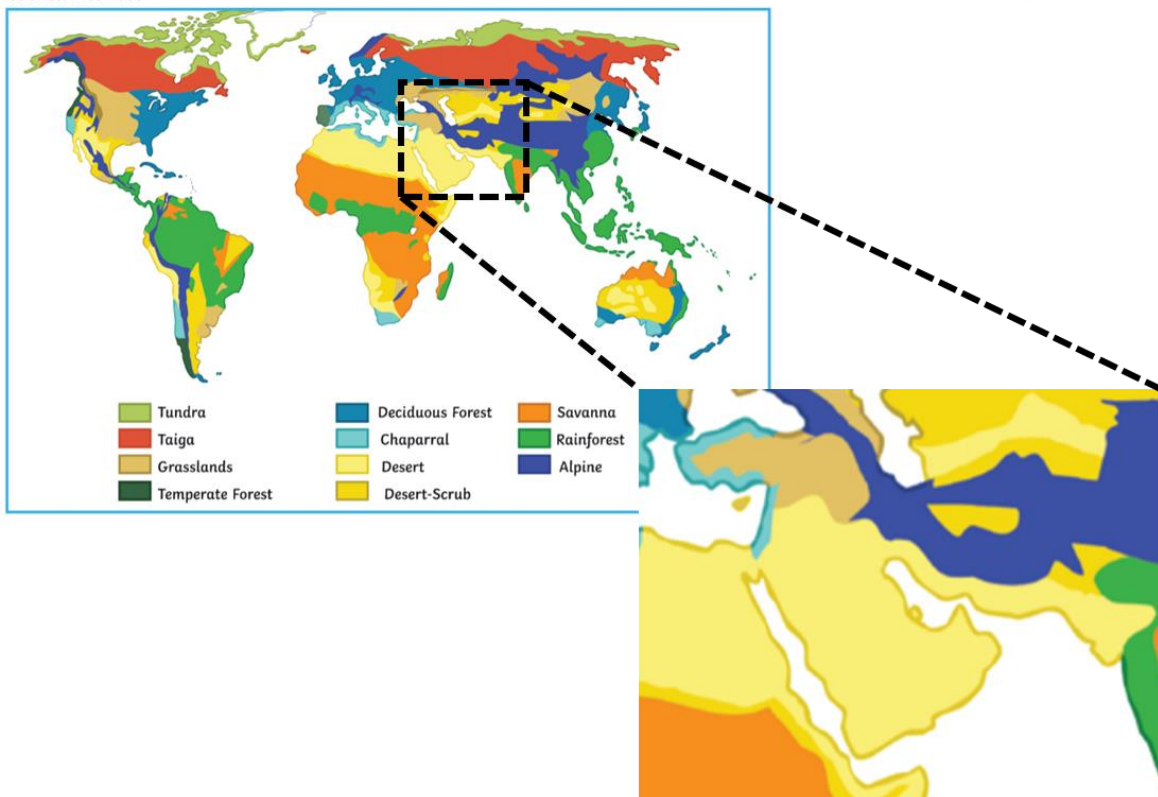 Tundra
Taiga
Grasslands
Temperate Forest
Deciduous Forest
Chaparral
Desert
Desert-Scrub
Savanna
Rainforest
Alpine